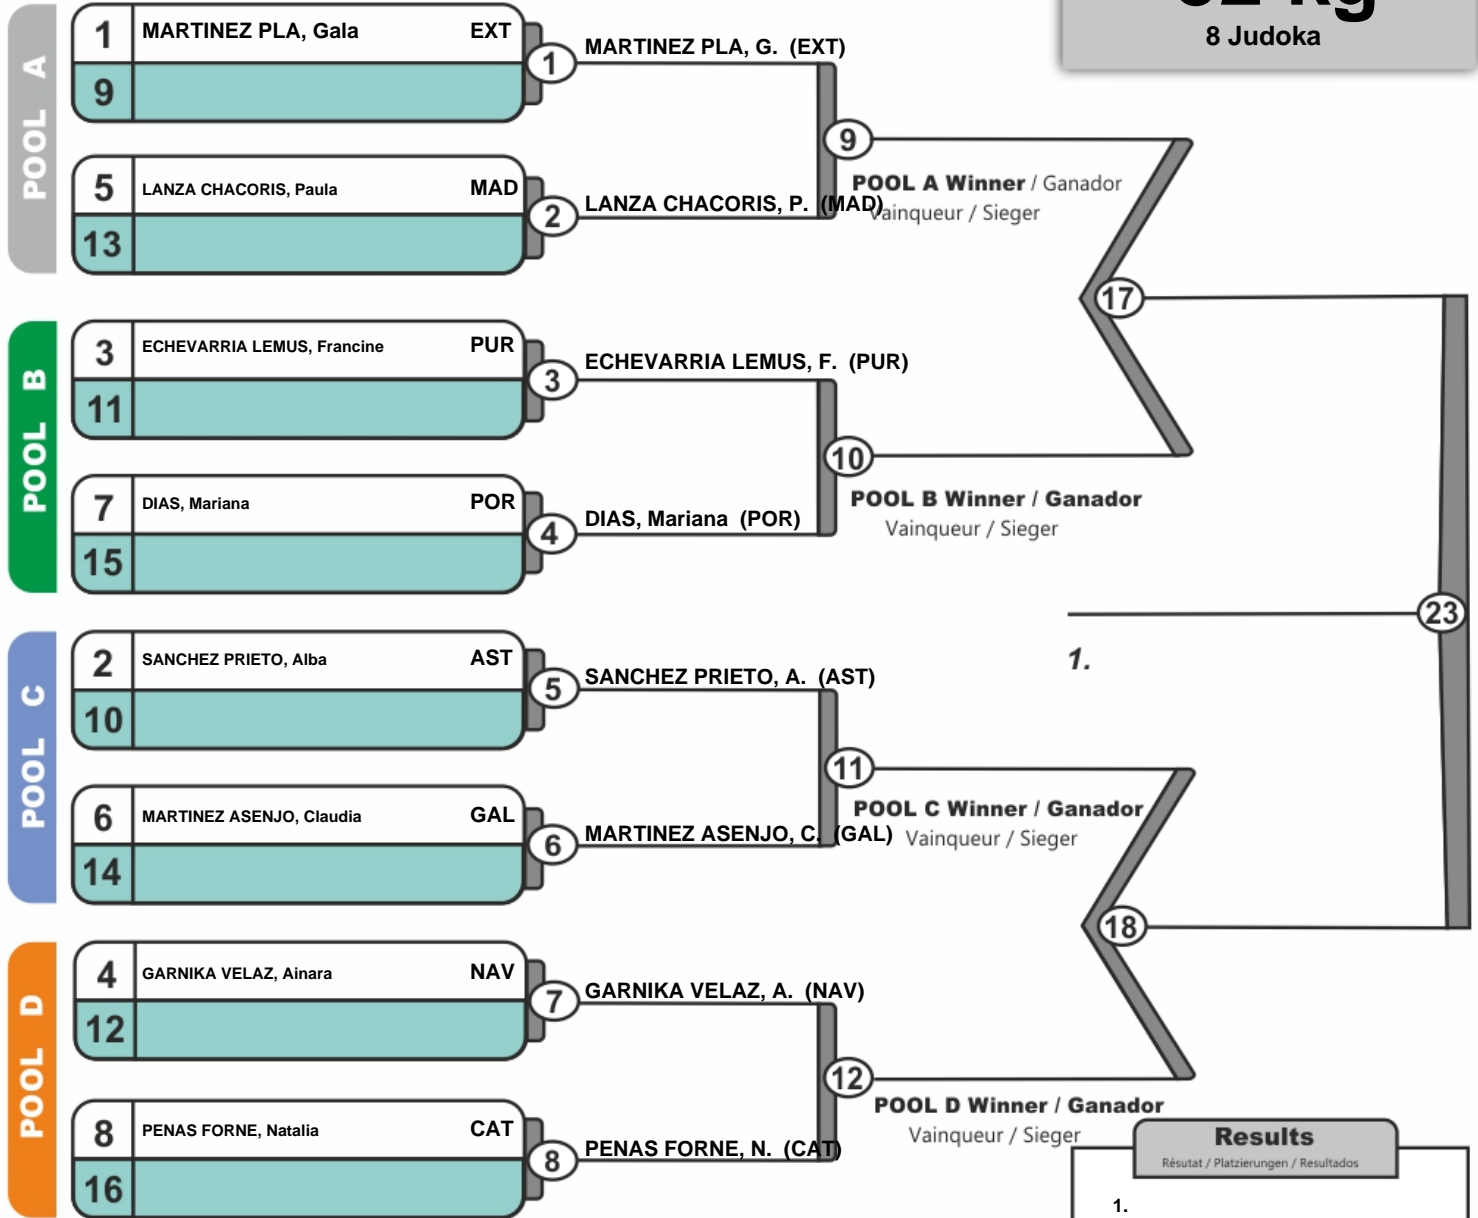 8 Judoka
POOL A
1 MARTINEZ PLA, Gala EXT
9
1
MARTINEZ PLA, G. (EXT)
5 LANZA CHACORIS, Paula MAD
13
2
LANZA CHACORIS, P. (MAD)
9
POOL A Winner / Ganador
Vainqueur / Sieger
POOL B
3 ECHEVARRIA LEMUS, Francine PUR
11
3
ECHEVARRIA LEMUS, F. (PUR)
7 DIAS, Mariana POR
15
4
DIAS, Mariana (POR)
10
POOL B Winner / Ganador
Vainqueur / Sieger
17
POOL C
2 SANCHEZ PRIETO, Alba AST
10
5
SANCHEZ PRIETO, A. (AST)
6 MARTINEZ ASENJO, Claudia GAL
14
6
MARTINEZ ASENJO, C. (GAL)
11
POOL C Winner / Ganador
Vainqueur / Sieger
POOL D
4 GARNIKA VELAZ, Ainara NAV
12
7
GARNIKA VELAZ, A. (NAV)
8 PENAS FORNE, Natalia CAT
16
8
PENAS FORNE, N. (CAT)
12
POOL D Winner / Ganador
Vainqueur / Sieger
18
23
1.
Results
Résutat / Platzierungen / Resultados
1.